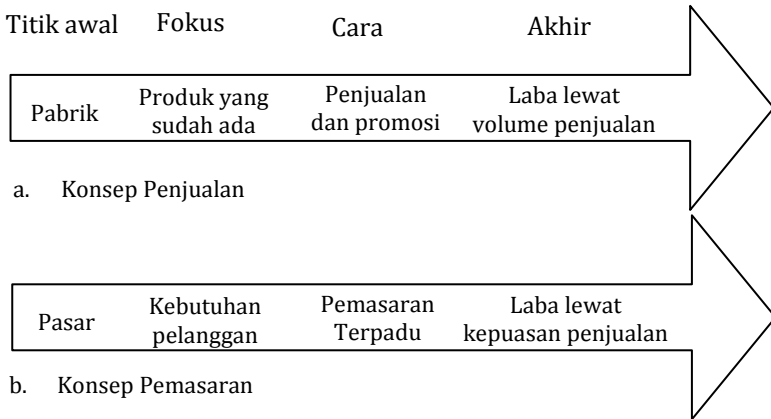 Titik awal Fokus Cara Akhir
Pabrik Produk yang Penjualan Laba lewat
sudah ada dan promosi volume penjualan
a. Konsep Penjualan
Pasar Kebutuhan Pemasaran Laba lewat
pelanggan Terpadu kepuasan penjualan
b. Konsep Pemasaran